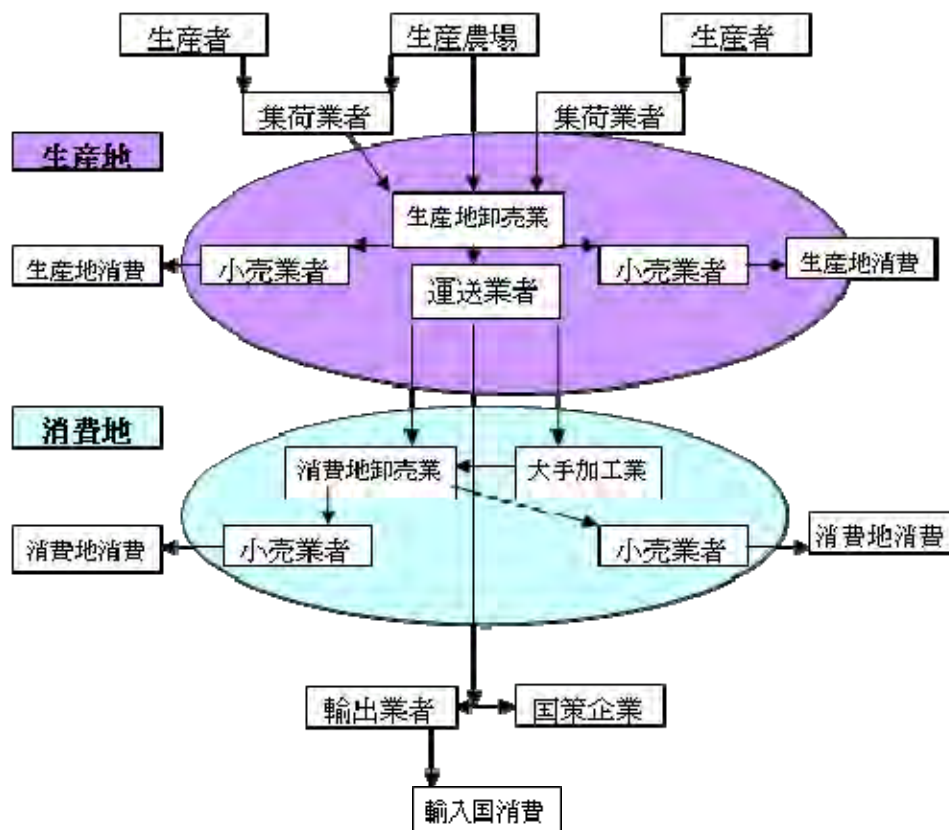 生産者
生産農場
生産者
集荷業者
集荷業者
生産地
生産地卸売業
生産地消費
小売業者
小売業者
生産地消費
運送業者
消費地
消費地卸売業
大手加工業
消費地消費
小売業者
小売業者
消費地消費
輸出業者
国策企業
輸入国消費